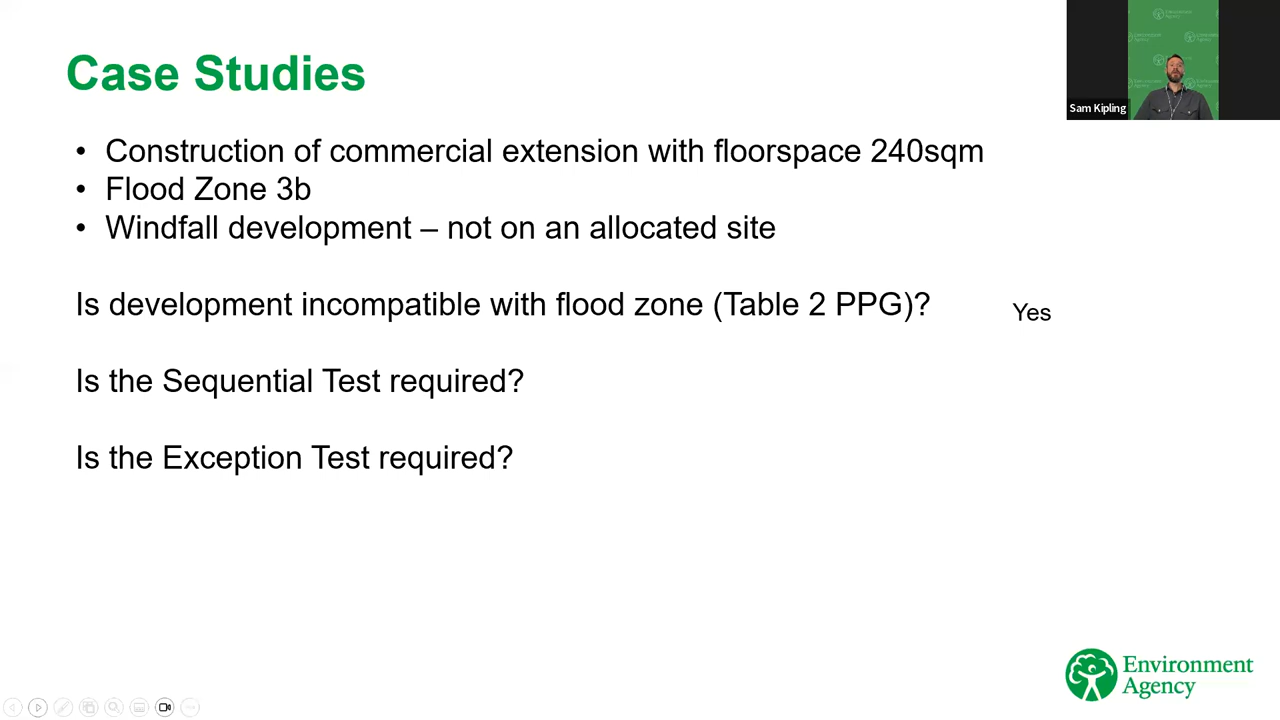 Case Studies
Sam Kipling
• Construction of commercial extension with floorspace 240sqm
• Flood Zone 3b
• Windfall development – not on an allocated site
Is development incompatible with flood zone (Table 2 PPG)?
Yes
Is the Sequential Test required?
Is the Exception Test required?
Environment
Agency